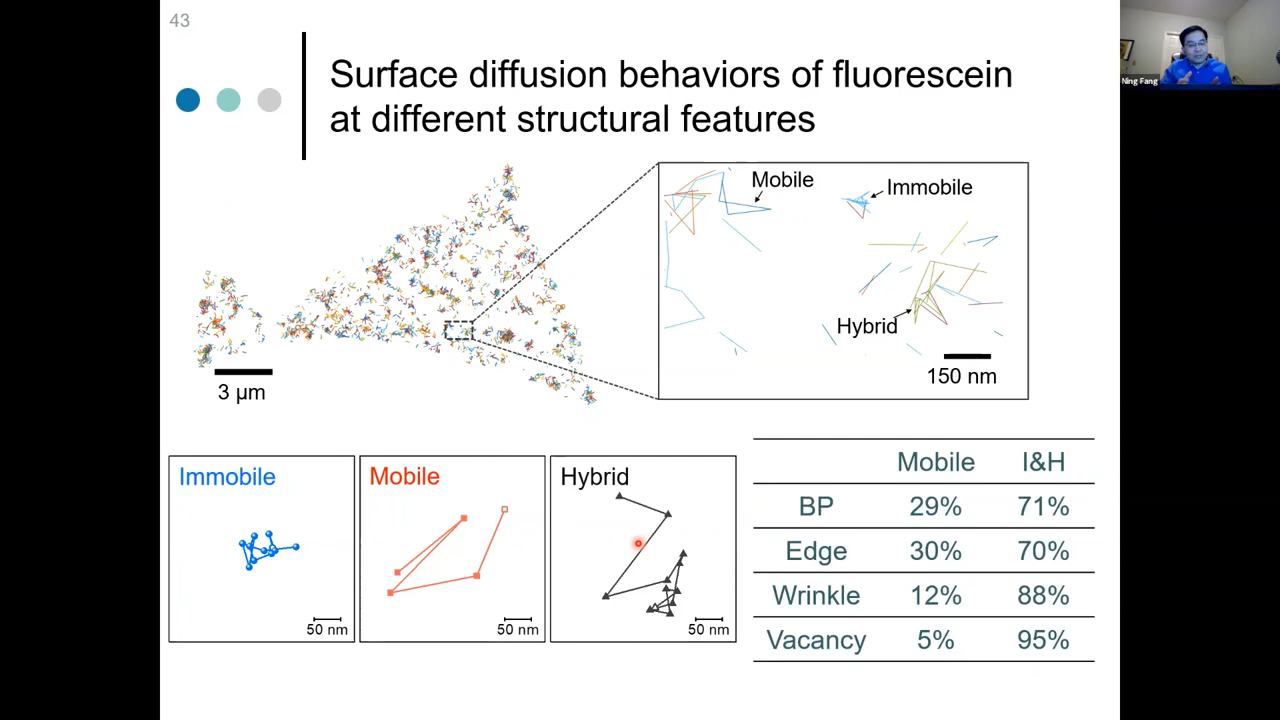 43
Surface diffusion behaviors of fluorescein
at different structural features
Ning Fang
Mobile
Immobile
Hybrid
3 µm
150 nm
Immobile
50 nm
Mobile
50 nm
Hybrid
50 nm
Mobile I&H
BP 29% 71%
Edge 30% 70%
Wrinkle 12% 88%
Vacancy 5% 95%